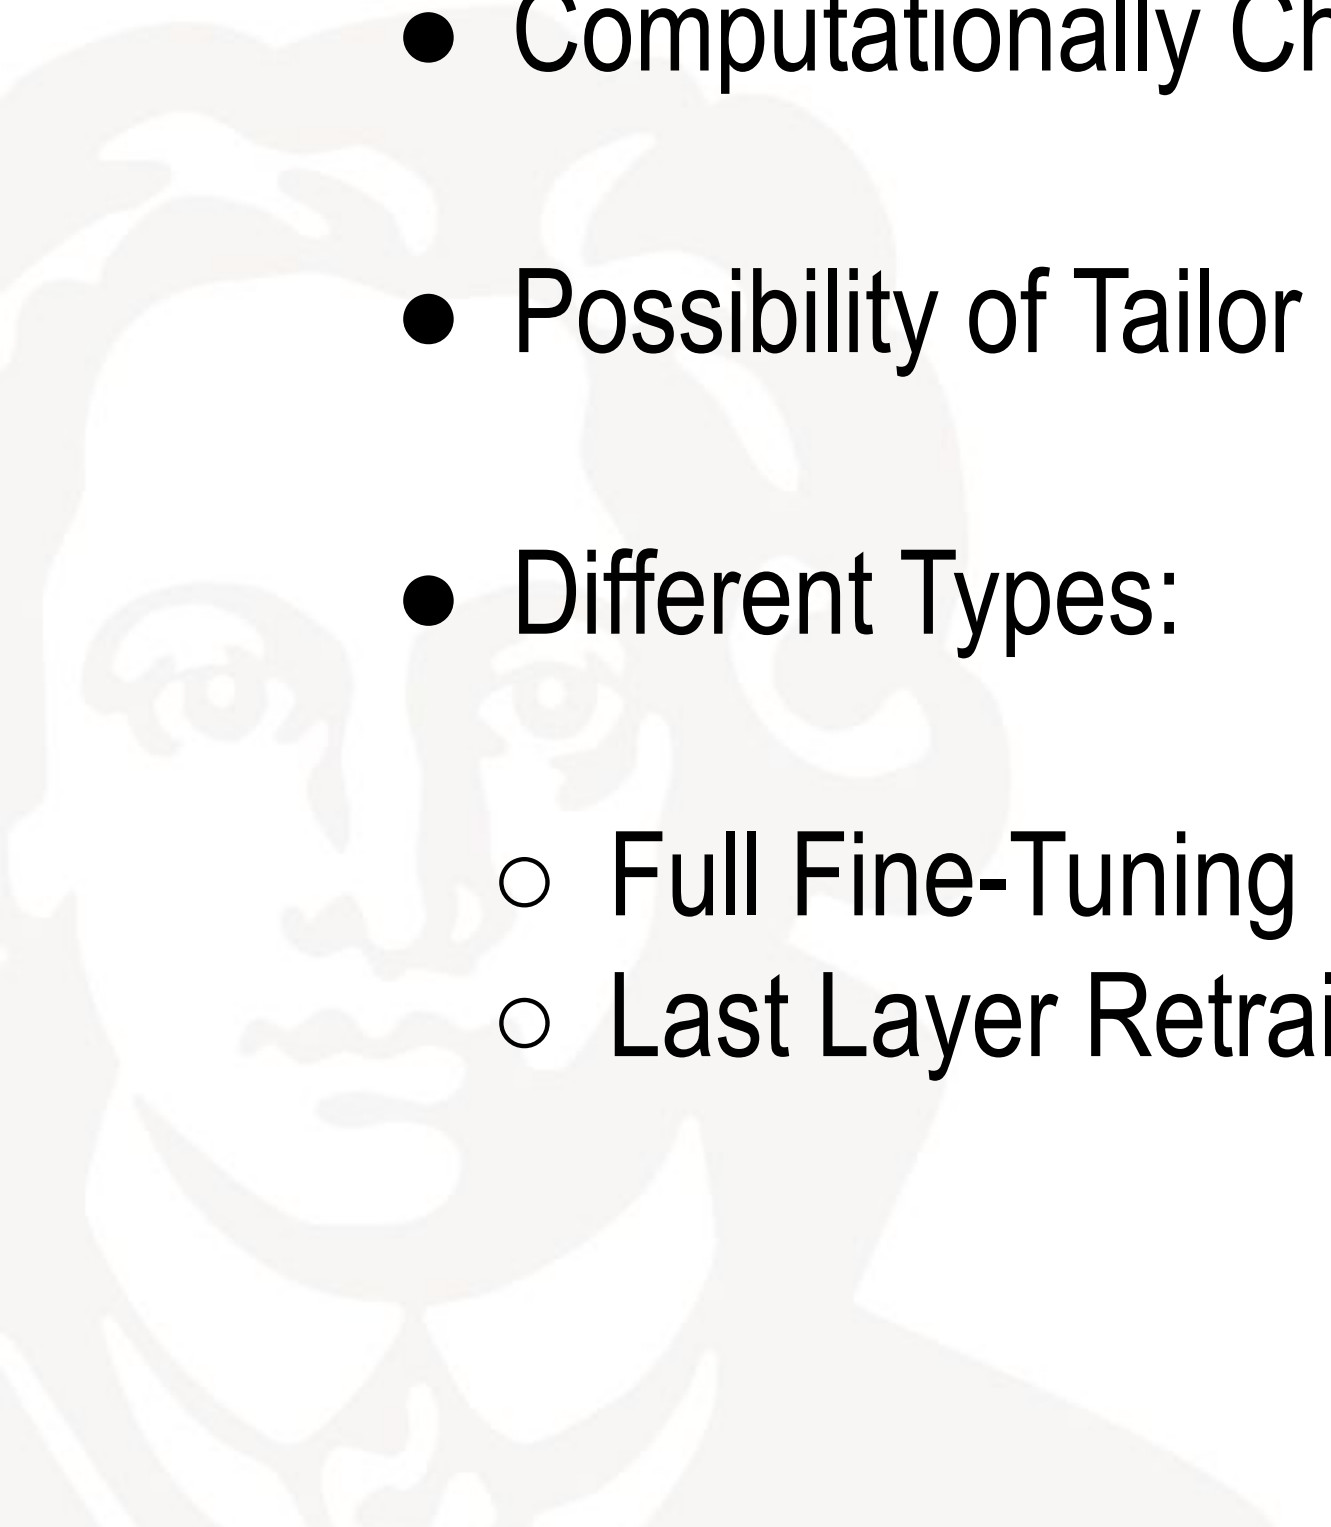 ● Computationally Ch
● Possibility of Tailor
● Different Types:
○ Full Fine-Tuning
○ Last Layer Retrai